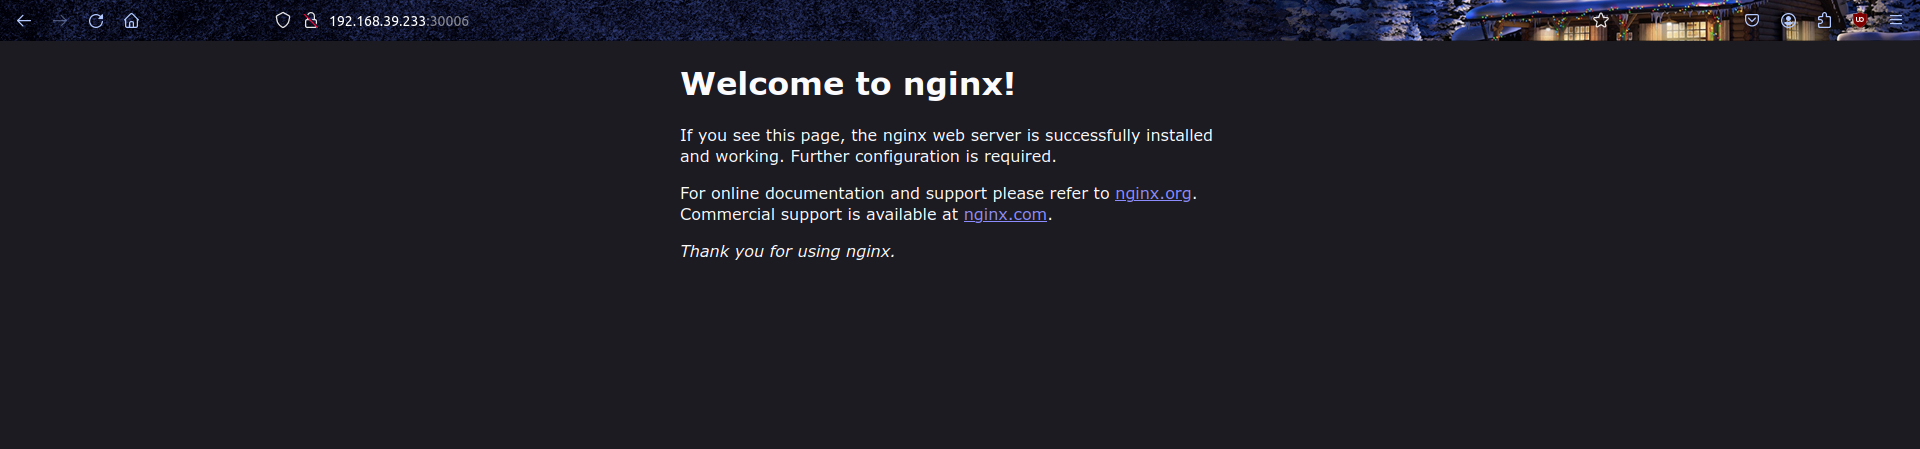 192.168.39.233:30006
Welcome to nginx!
If you see this page, the nginx web server is successfully installed
and working. Further configuration is required.
For online documentation and support please refer to nginx.org.
Commercial support is available at nginx.com.
Thank you for using nginx.